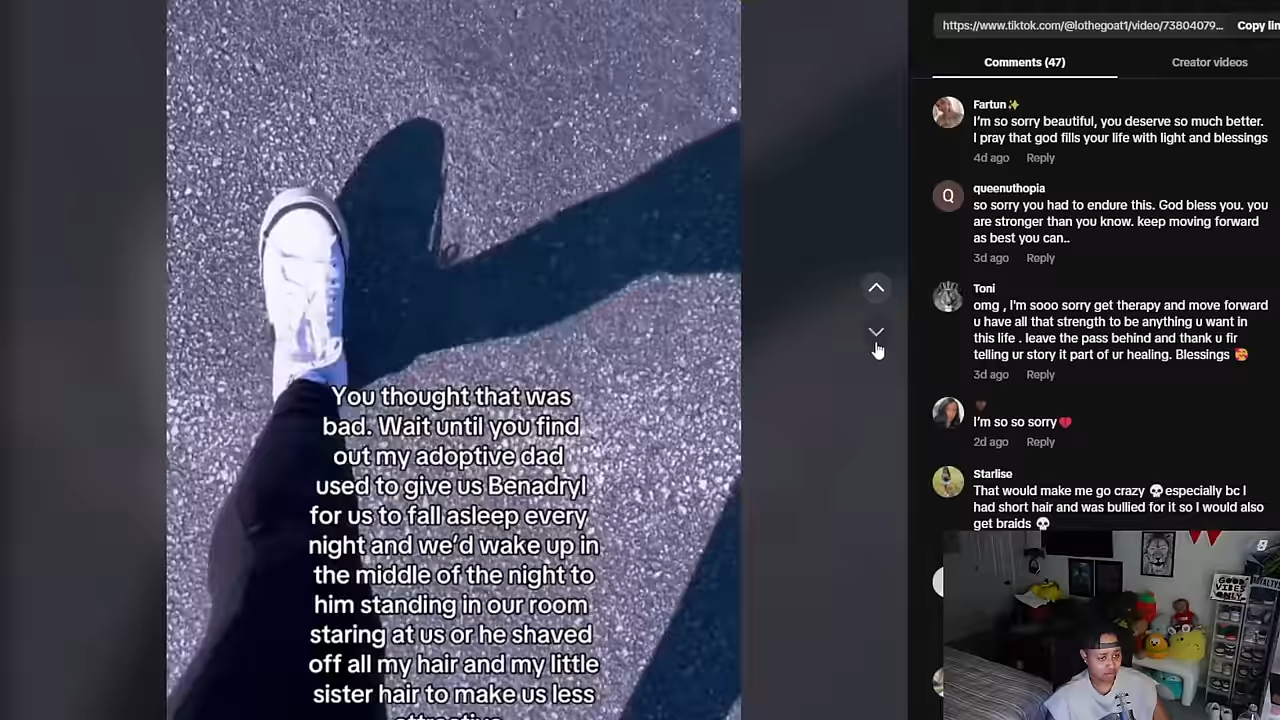 https://www.tiktok.com/@lothegoat1/video/73804079...
Copy lin
Comments (47)
Creator videos
Fartun✨
I'm so sorry beautiful, you deserve so much better.
I pray that god fills your life with light and blessings
4d ago
Reply
Q
queenuthopia
so sorry you had to endure this. God bless you. you
are stronger than you know. keep moving forward
as best you can..
3d ago
Reply
Toni
omg , I'm sooo sorry get therapy and move forward
u have all that strength to be anything u want in
this life . leave the pass behind and thank u fir
telling ur story it part of ur healing. Blessings 🥰
3d ago
Reply
🖤
I'm so so sorry💔
2d ago
Reply
Starlise
That would make me go crazy 💀especially bc I
had short hair and was bullied for it so I would also
get braids 💀
You thought that was
bad. Wait until you find
out my adoptive dad
used to give us Benadryl
for us to fall asleep every
night and we'd wake up in
the middle of the night to
him standing in our room
staring at us or he shaved
off all my hair and my little
sister hair to make us less
attractive
GOOD
VIBES
ONLY